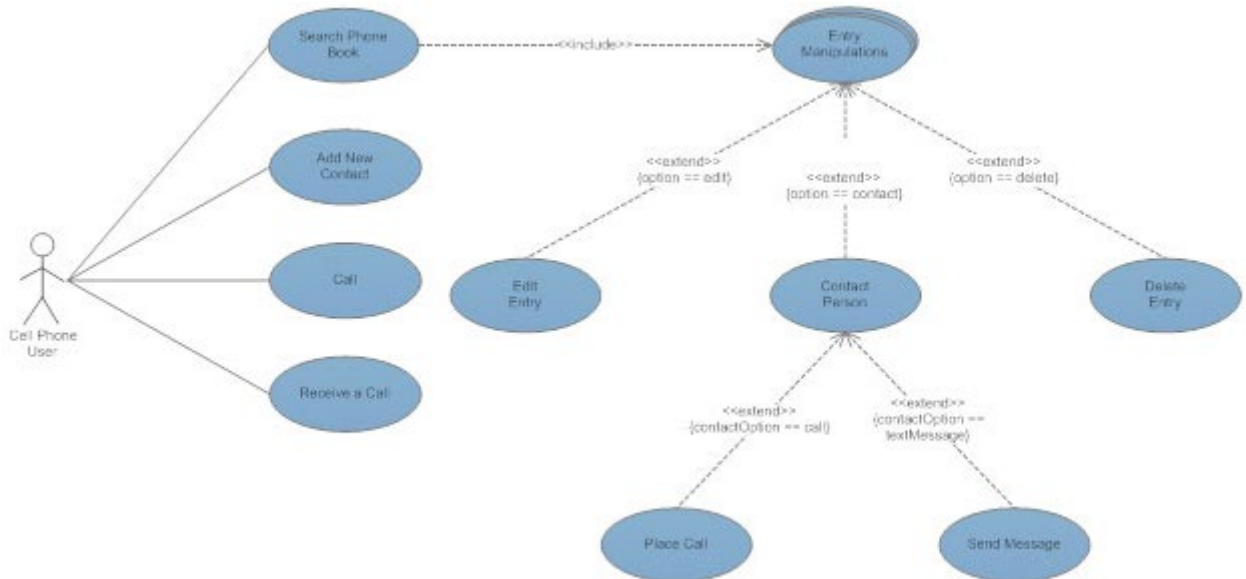 Search Phone
Book
<<include>>
Entry
Manipulations
Add New
Contact
<<extend>>
{option == edit}
<<extend>>
{option == contact}
<<extend>>
{option == delete}
Call
Cell Phone
User
Edit
Entry
Contact
Person
Delete
Entry
Receive a Call
<<extend>>
{contactOption == call}
<<extend>>
{contactOption ==
textMessage}
Place Call
Send Message